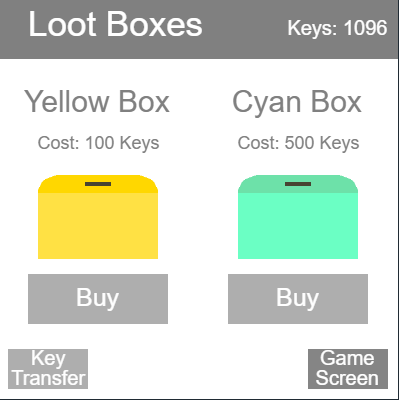 Loot Boxes Keys: 1096
Yellow Box Cyan Box
Cost: 100 Keys Cost: 500 Keys
Buy Buy
Key
Transfer
Game
Screen